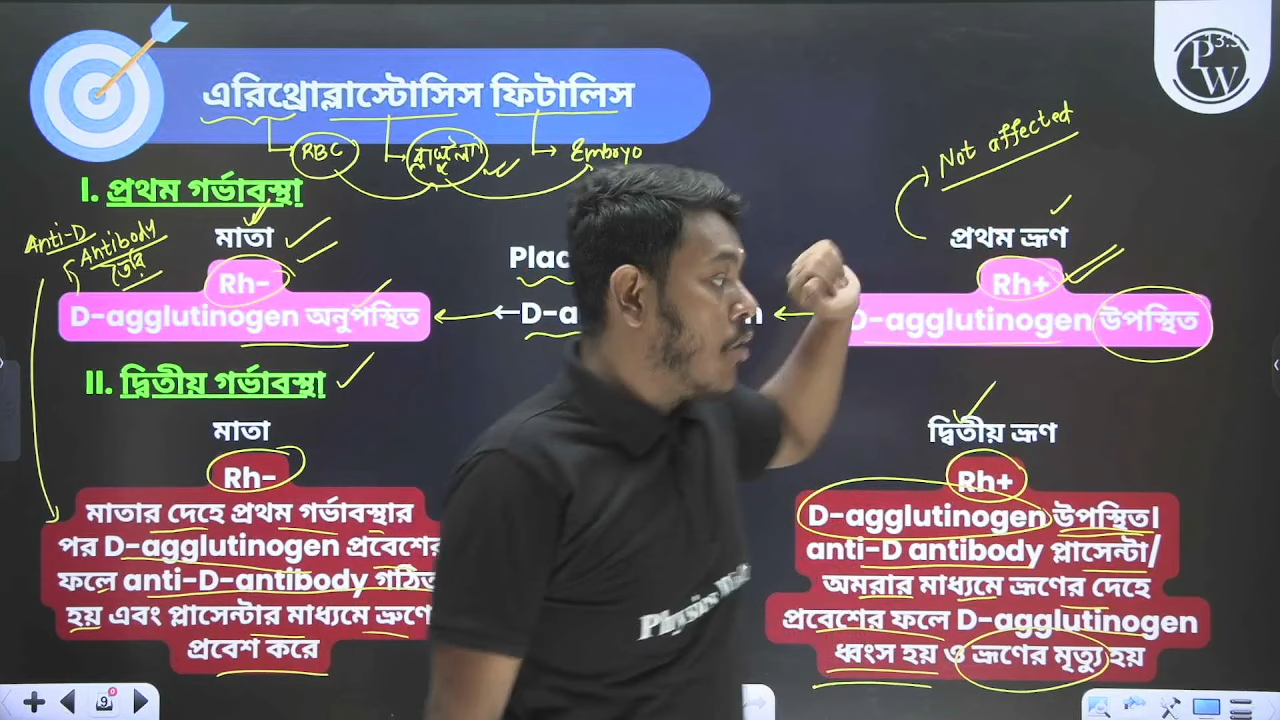 এরিথ্রোব্লাস্টোসিস ফিটালিস
PW
RBC
Embryo
Not affected
I. প্রথম গর্ভাবস্থা
Anti-D
Antibody
তৈরি
মাতা
Rh-
D-agglutinogen অনুপস্থিত
Plac
←D-a
প্রথম ভ্রূণ
Rh+
D-agglutinogen উপস্থিত
II. দ্বিতীয় গর্ভাবস্থা
মাতা
Rh-
মাতার দেহে প্রথম গর্ভাবস্থার
পর D-agglutinogen প্রবেশের
ফলে anti-D-antibody গঠিত
হয় এবং প্লাসেন্টার মাধ্যমে ভ্রুণে
প্রবেশ করে
দ্বিতীয় ভ্রূণ
Rh+
D-agglutinogen উপস্থিত।
anti-D antibody প্লাসেন্টা/
অমরার মাধ্যমে ভ্রূণের দেহে
প্রবেশের ফলে D-agglutinogen
ধ্বংস হয় ও ভ্রূণের মৃত্যু হয়
Physics
9